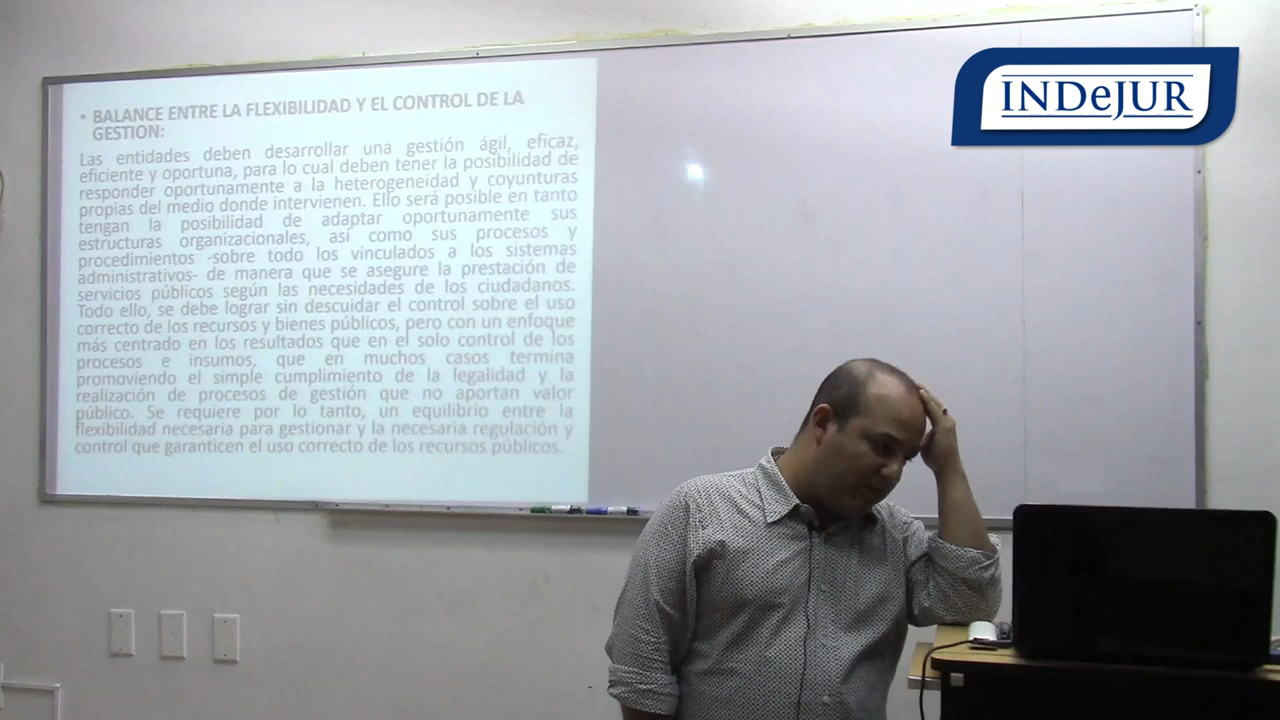 • BALANCE ENTRE LA FLEXIBILIDAD Y EL CONTROL DE LA
GESTION:
Las entidades deben desarrollar una gestión ágil, eficaz,
eficiente y oportuna, para lo cual deben tener la posibilidad de
responder oportunamente a la heterogeneidad y coyunturas
propias del medio donde intervienen. Ello será posible en tanto
tengan la posibilidad de adaptar oportunamente sus
estructuras organizacionales, así como sus procesos y
procedimientos -sobre todo los vinculados a los sistemas
administrativos- de manera que se asegure la prestación de
servicios públicos según las necesidades de los ciudadanos.
Todo ello, se debe lograr sin descuidar el control sobre el uso
correcto de los recursos y bienes públicos, pero con un enfoque
más centrado en los resultados que en el solo control de los
procesos e insumos, que en muchos casos termina
promoviendo el simple cumplimiento de la legalidad y la
realización de procesos de gestión que no aportan valor
público. Se requiere por lo tanto, un equilibrio entre la
flexibilidad necesaria para gestionar y la necesaria regulación y
control que garanticen el uso correcto de los recursos públicos.
INDeJUR